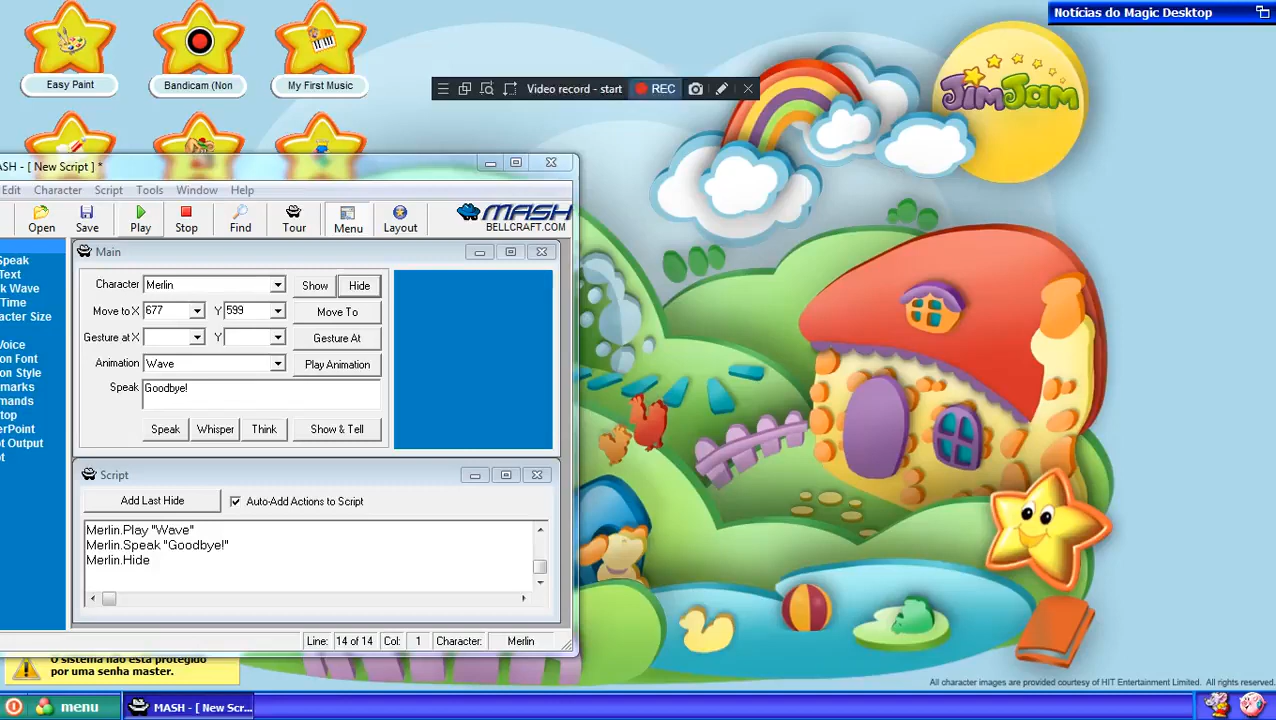 Notícias do Magic Desktop
Easy Paint
Bandicam (Non
My First Music
Video record - start
REC
JimJam
ASH - [ New Script ] *
Edit Character Script Tools Window Help
Open Save Play Stop Find Tour Menu Layout
MASH
BELLCRAFT.COM
Speak
Text
k Wave
Time
acter Size
Voice
on Font
on Style
marks
mands
top
erPoint
t Output
t
Main
Character Merlin Show Hide
Move to X 677 Y 599 Move To
Gesture at X Y Gesture At
Animation Wave Play Animation
Speak Goodbye!
Speak Whisper Think Show & Tell
Script
Add Last Hide Auto-Add Actions to Script
Merlin.Play "Wave"
Merlin.Speak "Goodbye!"
Merlin.Hide
Line: 14 of 14 Col: 1 Character: Merlin
O sistema não está protegido
por uma senha master.
All character images are provided courtesy of HIT Entertainment Limited. All rights reserved.
menu
MASH - [ New Scr...